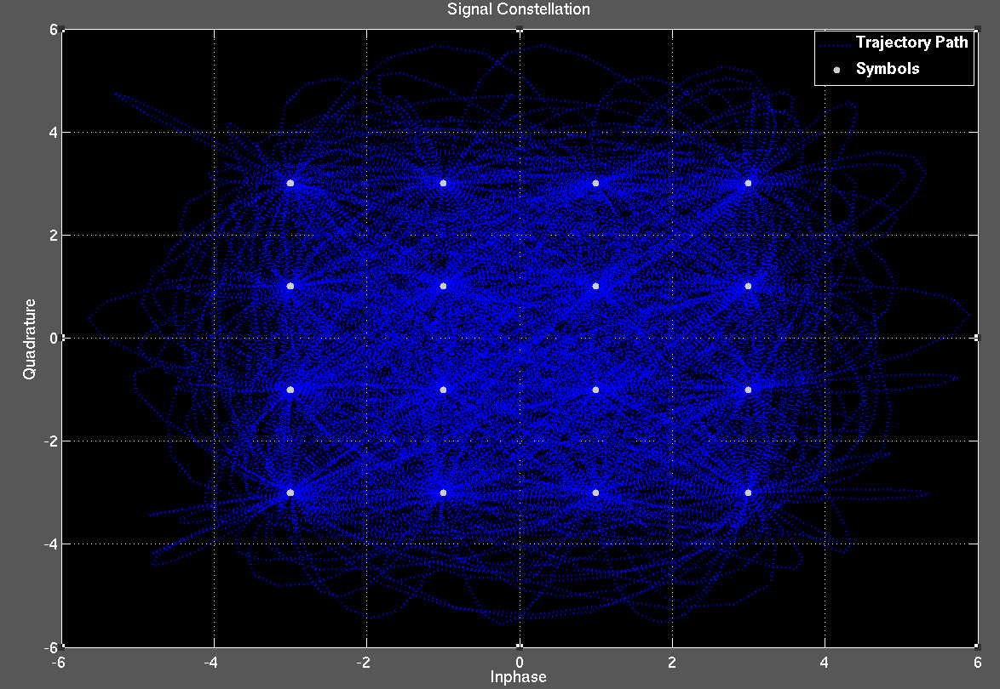 Signal Constellation
6
Trajectory Path
Symbols
4
2
Quadrature
0
-2
-4
-6
-6
-4
-2
0
2
4
6
Inphase